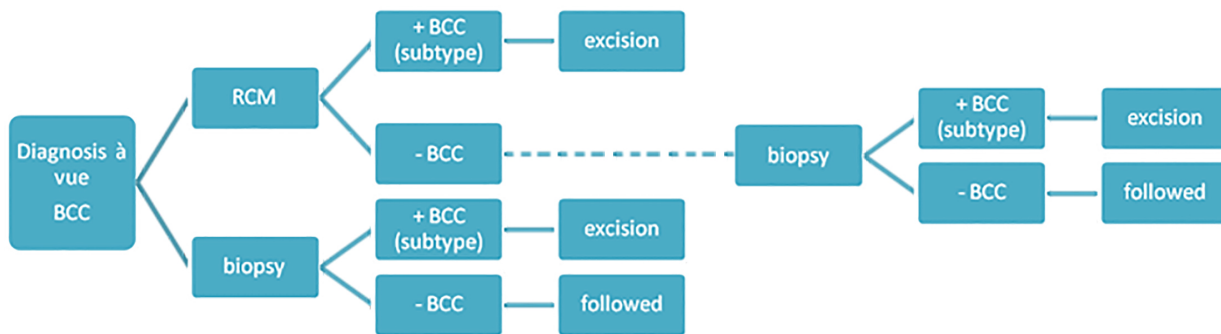 Diagnosis à
vue
BCC
RCM
+ BCC
(subtype)
excision
- BCC
biopsy
+ BCC
(subtype)
excision
- BCC
followed
biopsy
+ BCC
(subtype)
excision
- BCC
followed